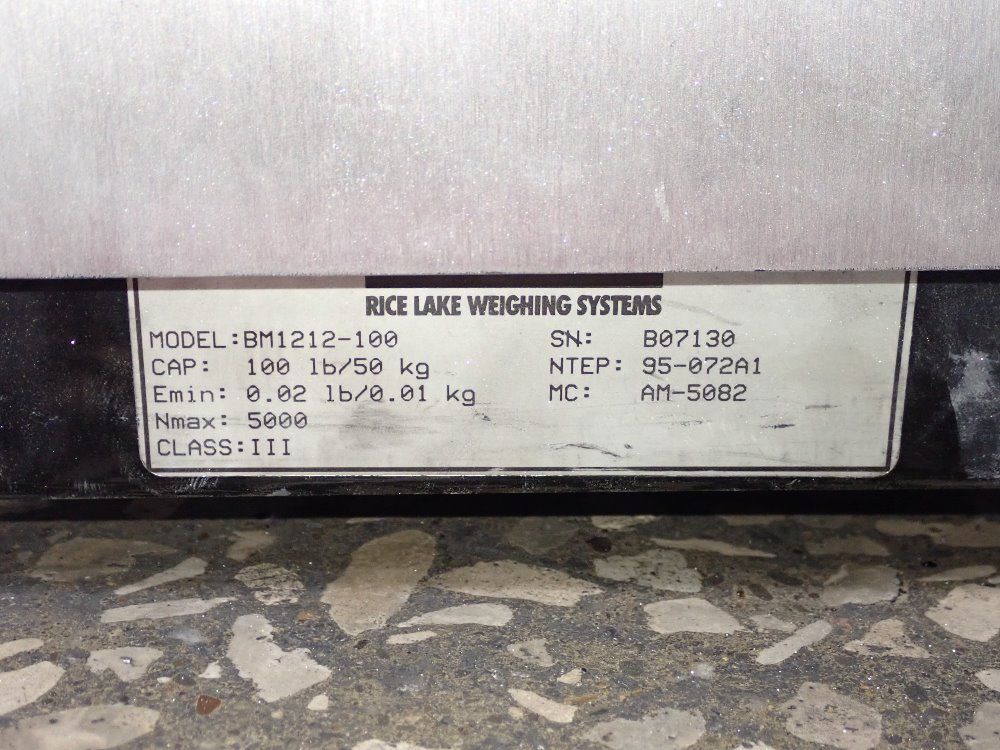 RICE LAKE WEIGHING SYSTEMS
MODEL:BM1212-100 SN: B07130
CAP: 100 lb/50 kg NTEP: 95-072A1
Emin: 0.02 lb/0.01 kg MC: AM-5082
Nmax: 5000
CLASS:III